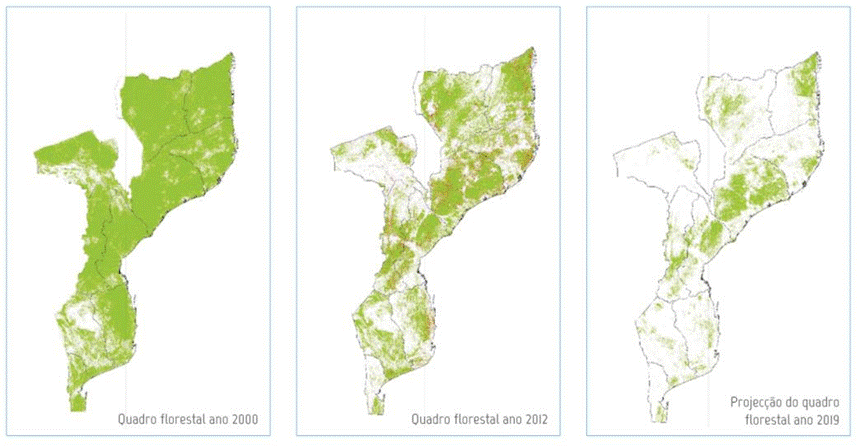 Quadro florestal ano 2000
Quadro florestal ano 2012
Projecção do quadro
florestal ano 2019